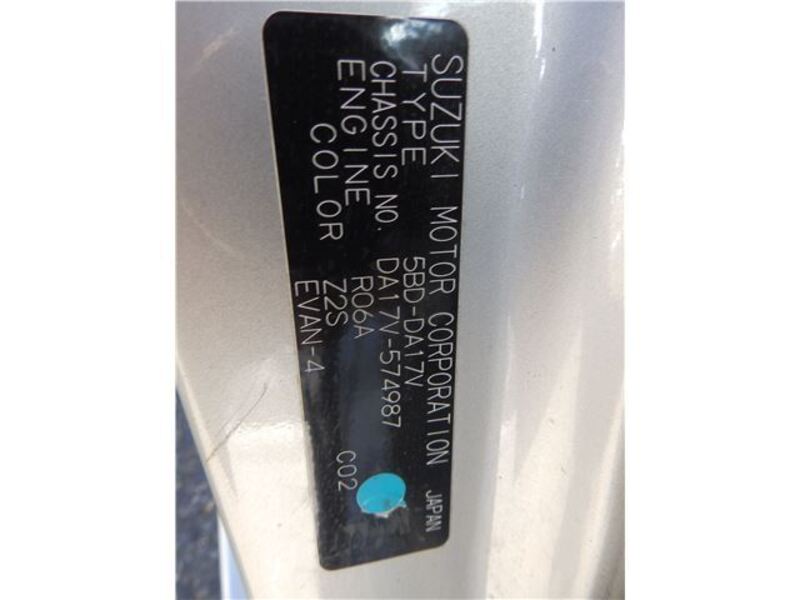 SUZUKI MOTOR CORPORATION JAPAN
TYPE 5BD-DA17V
CHASSIS NO. DA17V-574987
ENGINE R06A
COLOR Z2S C02
EVAN-4